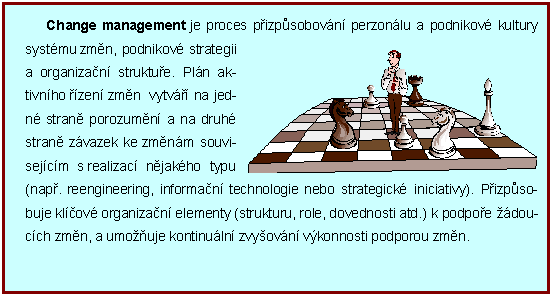 Change management je proces přizpůsobování perzonálu a podnikové kultury
systému změn, podnikové strategii
a organizační struktuře. Plán ak-
tivního řízení změn vytváří na jed-
né straně porozumění a na druhé
straně závazek ke změnám souvi-
sejícím s realizací nějakého typu
(např. reengineering, informační technologie nebo strategické iniciativy). Přizpůso-
buje klíčové organizační elementy (strukturu, role, dovednosti atd.) k podpoře žádou-
cích změn, a umožňuje kontinuální zvyšování výkonnosti podporou změn.